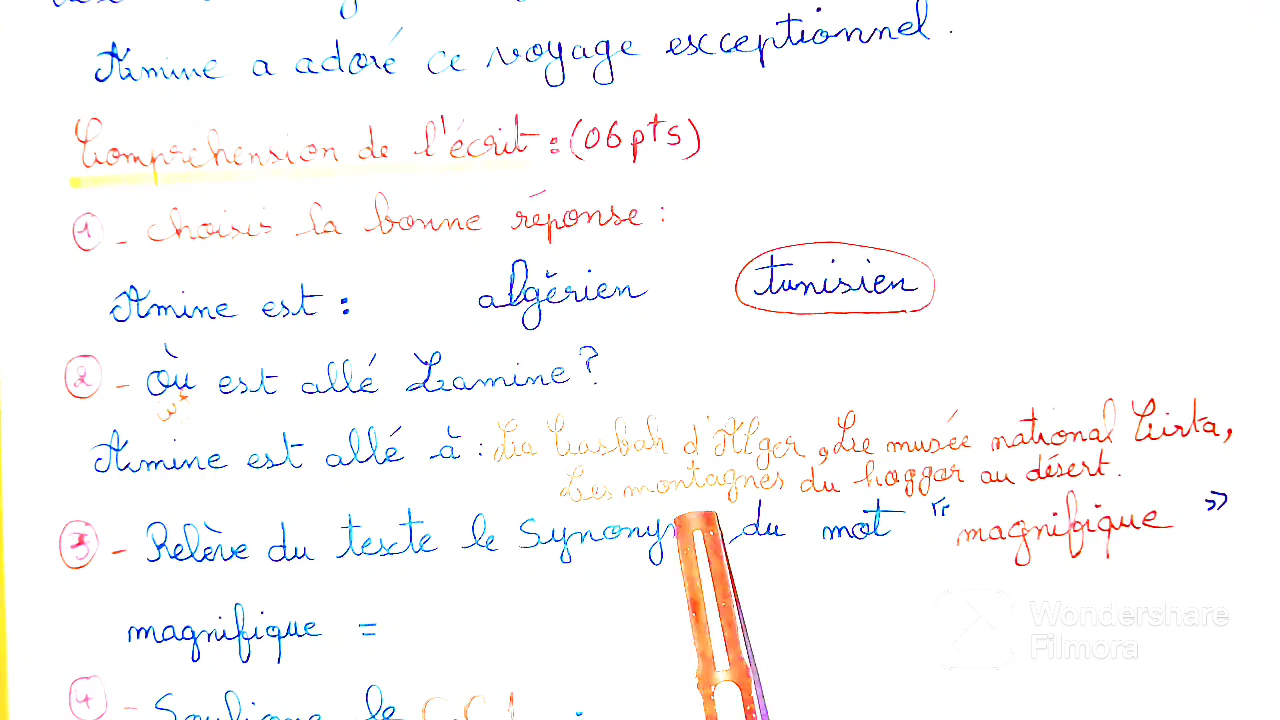 Amine a adoré ce voyage exceptionnel.
Compréhension de l'écrit : (06 pts)
1 - choisis la bonne réponse :
Amine est : algérien tunisien
2 - Où est allé Lamine ?
Amine est allé à : La Casbah d'Alger, Le musée national Cirta,
Les montagnes du hoggar au désert.
3 - Relève du texte le Synony du mot "magnifique"
magnifique =
4 - Souligne le C.C.L :
Wondershare
Filmora